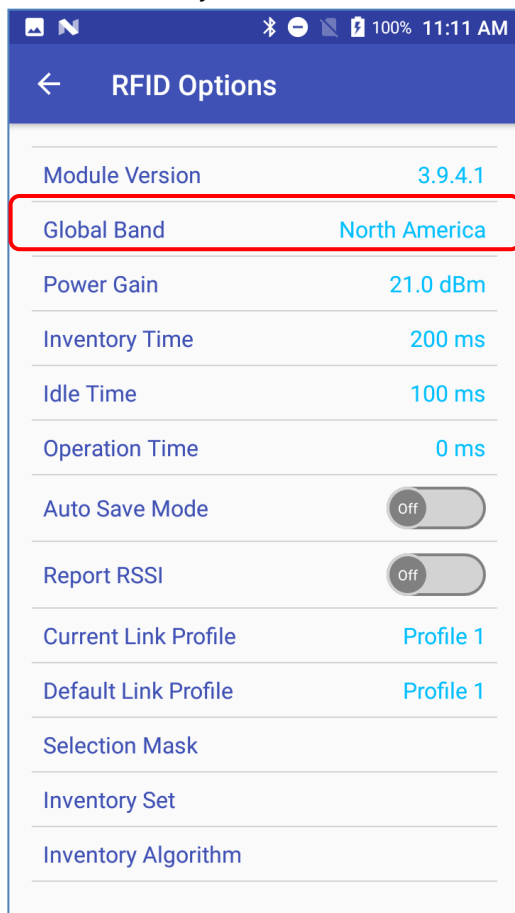 100% 11:11 AM
RFID Options
Module Version 3.9.4.1
Global Band North America
Power Gain 21.0 dBm
Inventory Time 200 ms
Idle Time 100 ms
Operation Time 0 ms
Auto Save Mode Off
Report RSSI Off
Current Link Profile Profile 1
Default Link Profile Profile 1
Selection Mask
Inventory Set
Inventory Algorithm